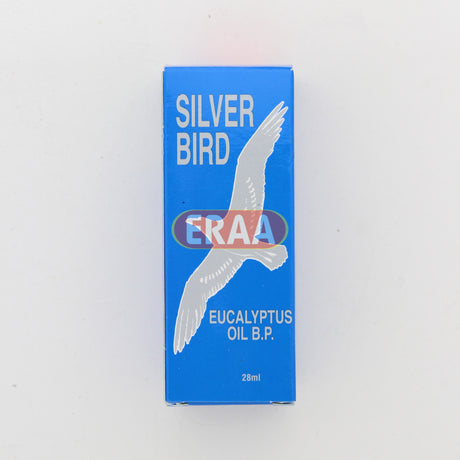 SILVER
BIRD
ERAA
EUCALYPTUS
OIL B.P.
28ml